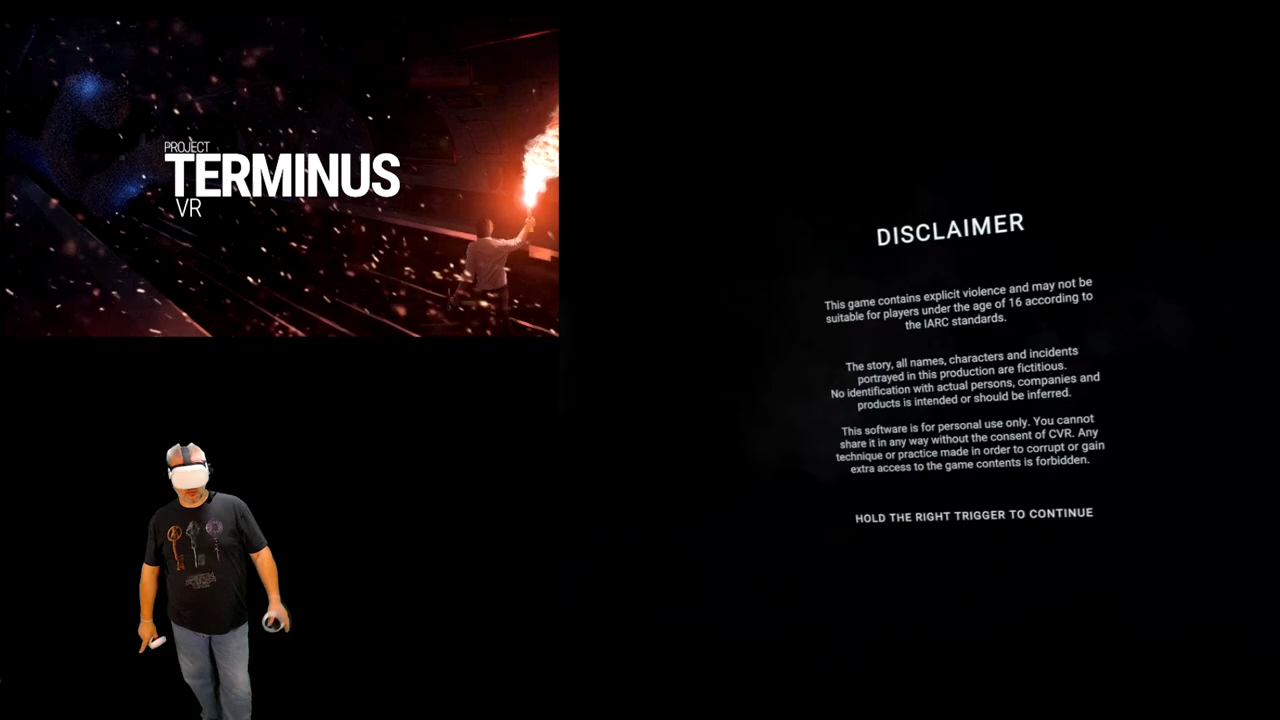 PROJECT
TERMINUS
VR
DISCLAIMER
This game contains explicit violence and may not be
suitable for players under the age of 16 according to
the IARC standards.
The story, all names, characters and incidents
portrayed in this production are fictitious.
No identification with actual persons, companies and
products is intended or should be inferred.
This software is for personal use only. You cannot
share it in any way without the consent of CVR. Any
technique or practice made in order to corrupt or gain
extra access to the game contents is forbidden.
HOLD THE RIGHT TRIGGER TO CONTINUE